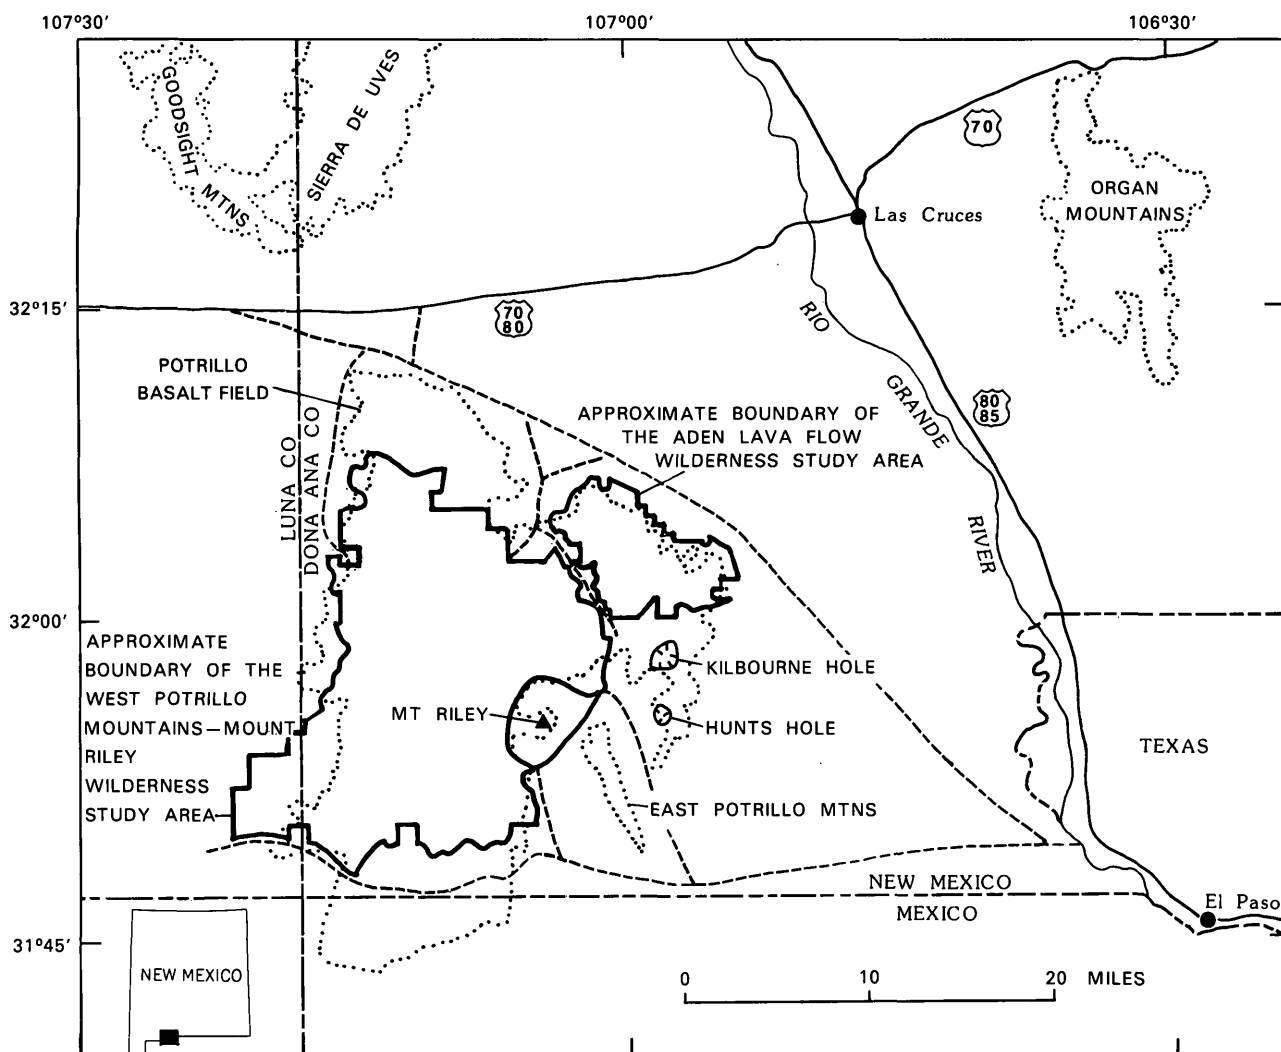 107°30'
107°00'
106°30'
GOODSIGHT MTNS
SIERRA DE UVES
70
ORGAN
MOUNTAINS
Las Cruces
32°15'
70
80
RIO
GRANDE
RIVER
POTRILLO
BASALT FIELD
80
85
APPROXIMATE BOUNDARY OF
THE ADEN LAVA FLOW
WILDERNESS STUDY AREA
LUNA CO
DONA ANA CO
32°00'
APPROXIMATE
BOUNDARY OF THE
WEST POTRILLO
MOUNTAINS—MOUNT
RILEY
WILDERNESS
STUDY AREA
KILBOURNE HOLE
MT RILEY
HUNTS HOLE
TEXAS
EAST POTRILLO MTNS
NEW MEXICO
MEXICO
El Paso
31°45'
NEW MEXICO
0 10 20 MILES